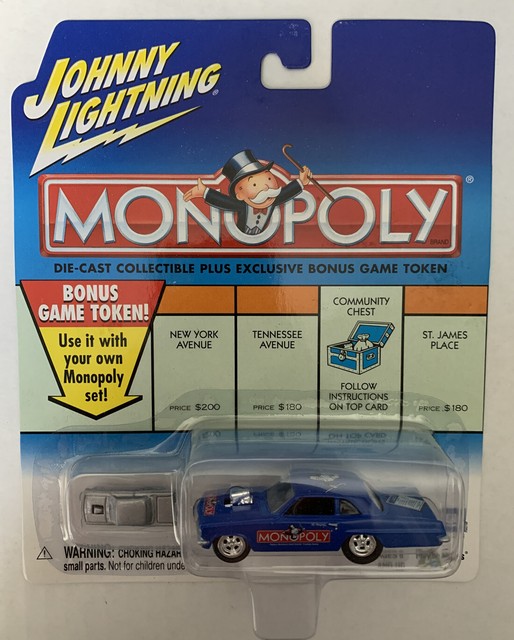 JOHNNY
LIGHTNING®
MONOPOLY®
BRAND
DIE-CAST COLLECTIBLE PLUS EXCLUSIVE BONUS GAME TOKEN
BONUS
GAME TOKEN!
Use it with
your own
Monopoly
set!
NEW YORK
AVENUE
PRICE $200
TENNESSEE
AVENUE
PRICE $180
COMMUNITY
CHEST
FOLLOW
INSTRUCTIONS
ON TOP CARD
ST. JAMES
PLACE
PRICE $180
MONOPOLY
WARNING: CHOKING HAZAR
small parts. Not for children unde